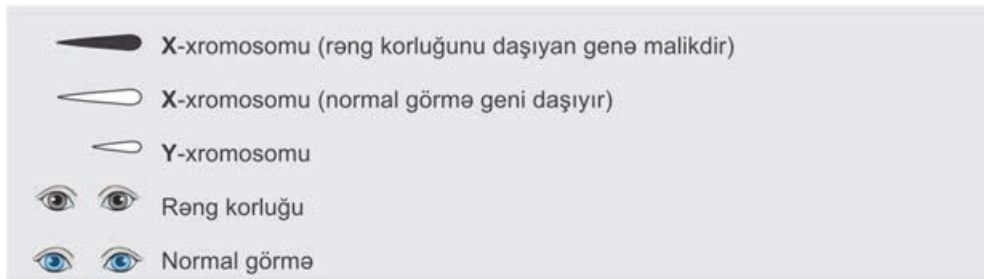 X-xromosomu (rəng korluğunu daşıyan genə malikdir)
X-xromosomu (normal görmə geni daşıyır)
Y-xromosomu
Rəng korluğu
Normal görmə